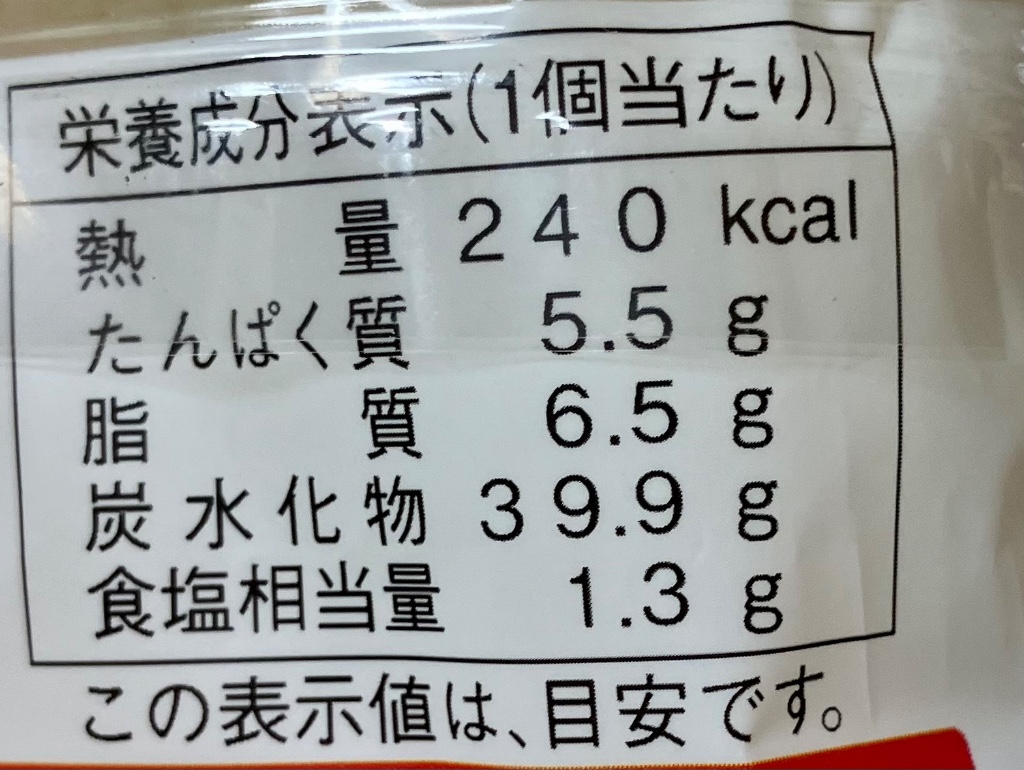 栄養成分表示(1個当たり)
熱量 240 kcal
たんぱく質 5.5 g
脂質 6.5 g
炭水化物 39.9 g
食塩相当量 1.3 g
この表示値は、目安です。